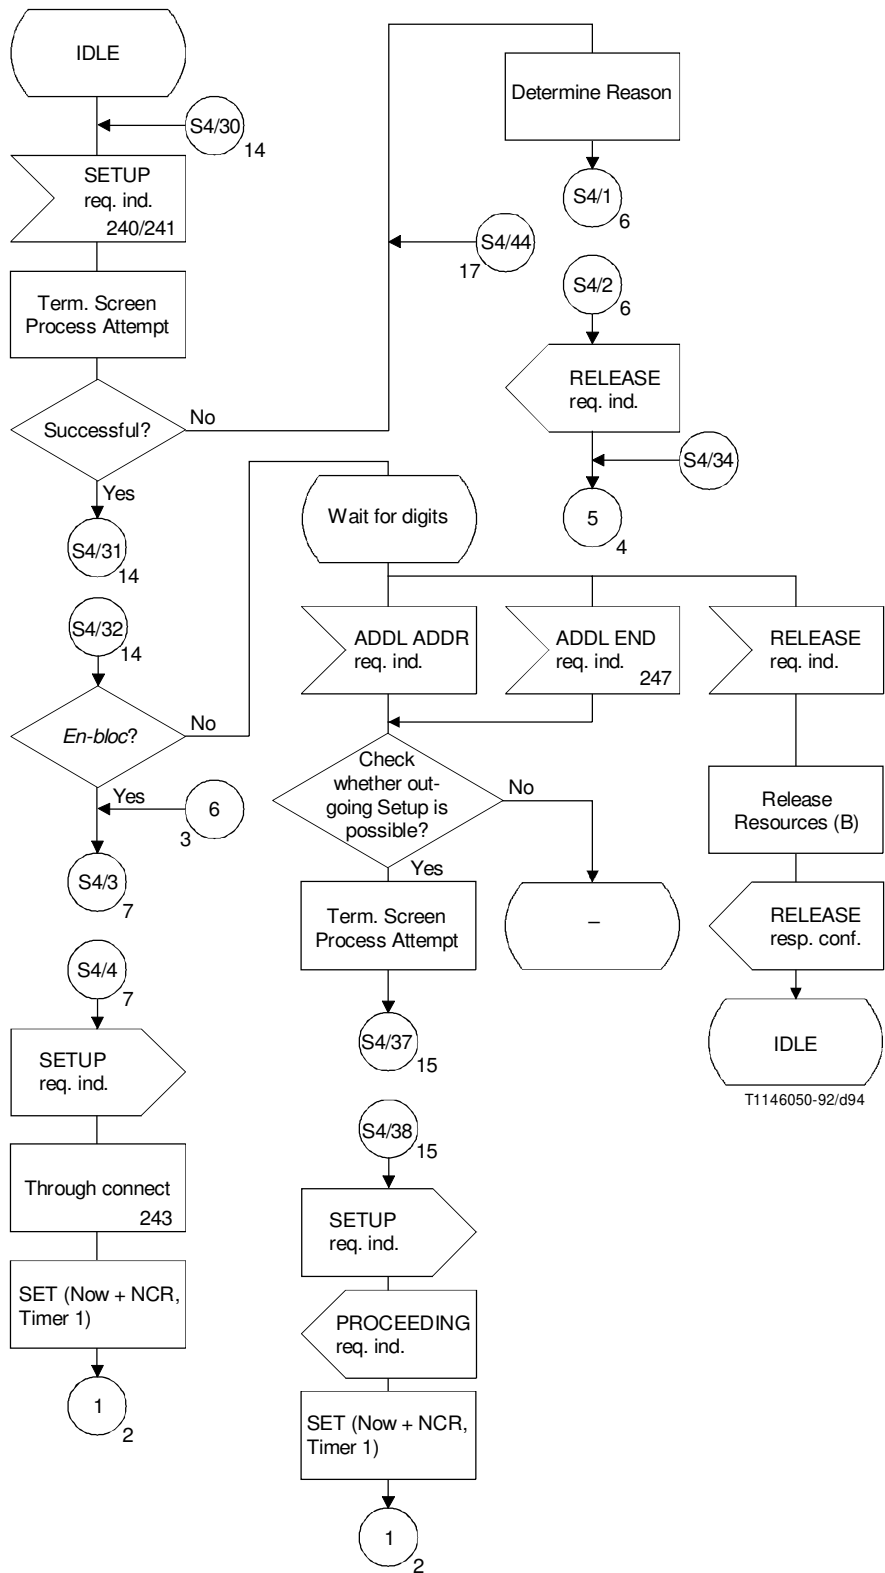 IDLE
S4/30
14
SETUP
req. ind.
240/241
Term. Screen
Process Attempt
Successful?
No
Yes
S4/31
14
S4/32
14
En-bloc?
No
Yes
6
3
S4/3
7
S4/4
7
SETUP
req. ind.
Through connect
243
SET (Now + NCR,
Timer 1)
1
2
Wait for digits
ADDL ADDR
req. ind.
ADDL END
req. ind.
247
RELEASE
req. ind.
Check
whether out-
going Setup is
possible?
No
Yes
–
Term. Screen
Process Attempt
S4/37
15
S4/38
15
SETUP
req. ind.
PROCEEDING
req. ind.
SET (Now + NCR,
Timer 1)
1
2
Determine Reason
S4/1
6
S4/44
17
S4/2
6
RELEASE
req. ind.
S4/34
5
4
Release
Resources (B)
RELEASE
resp. conf.
IDLE
T1146050-92/d94